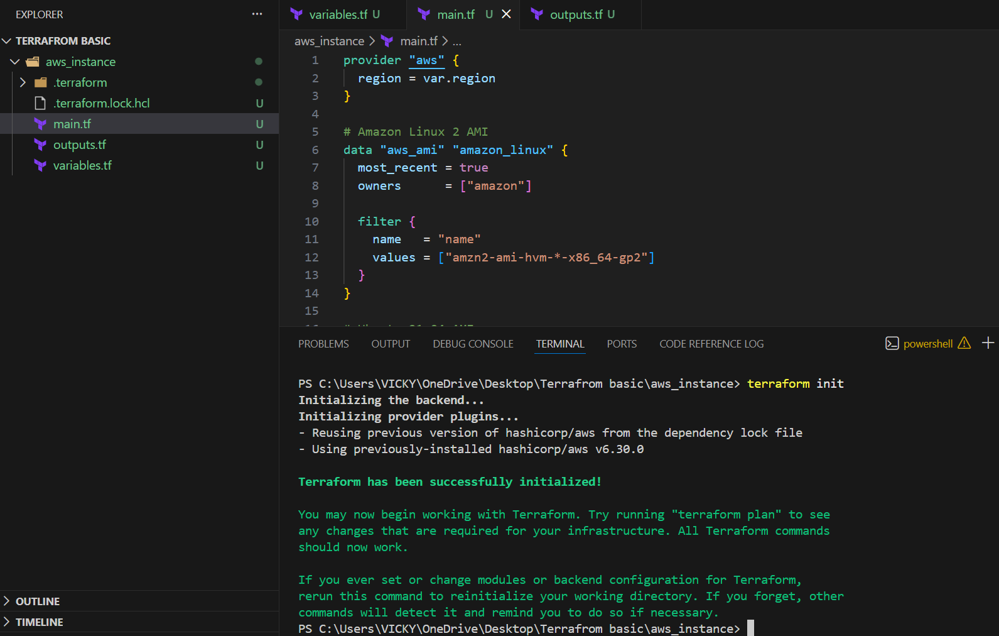 EXPLORER
TERRAFROM BASIC
aws_instance
.terraform
.terraform.lock.hcl U
main.tf U
outputs.tf U
variables.tf U
OUTLINE
TIMELINE
variables.tf U main.tf U outputs.tf U
aws_instance > main.tf > ...
1 provider "aws" {
2 region = var.region
3 }
4
5 # Amazon Linux 2 AMI
6 data "aws_ami" "amazon_linux" {
7 most_recent = true
8 owners = ["amazon"]
9
10 filter {
11 name = "name"
12 values = ["amzn2-ami-hvm-*-x86_64-gp2"]
13 }
14 }
15
PROBLEMS OUTPUT DEBUG CONSOLE TERMINAL PORTS CODE REFERENCE LOG powershell
PS C:\Users\VICKY\OneDrive\Desktop\Terrafrom basic\aws_instance> terraform init
Initializing the backend...
Initializing provider plugins...
- Reusing previous version of hashicorp/aws from the dependency lock file
- Using previously-installed hashicorp/aws v6.30.0
Terraform has been successfully initialized!
You may now begin working with Terraform. Try running "terraform plan" to see
any changes that are required for your infrastructure. All Terraform commands
should now work.
If you ever set or change modules or backend configuration for Terraform,
rerun this command to reinitialize your working directory. If you forget, other
commands will detect it and remind you to do so if necessary.
PS C:\Users\VICKY\OneDrive\Desktop\Terrafrom basic\aws_instance>